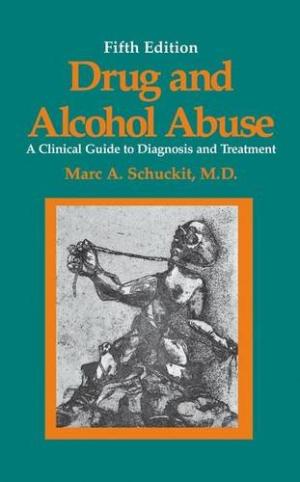 Fifth Edition
Drug and
Alcohol Abuse
A Clinical Guide to Diagnosis and Treatment
Marc A. Schuckit, M.D.